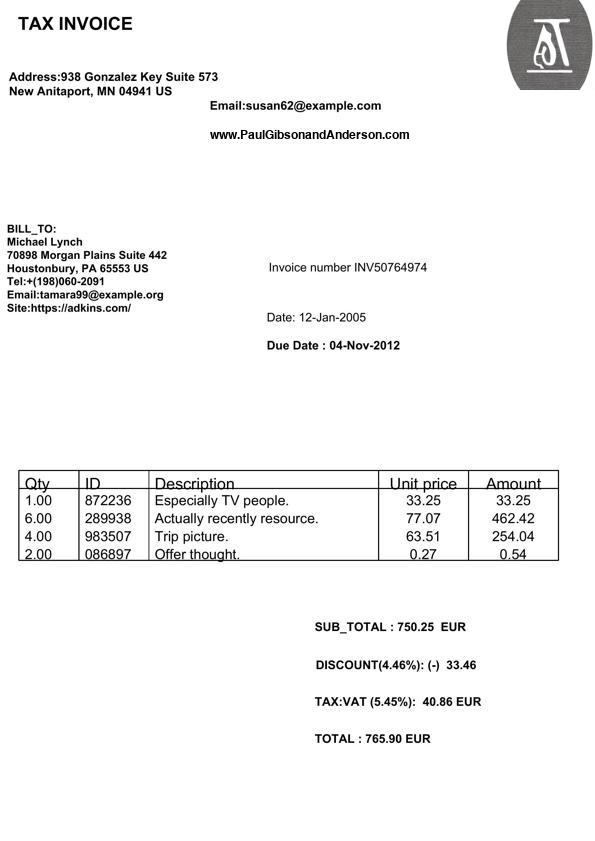 TAX INVOICE
Address:938 Gonzalez Key Suite 573
New Anitaport, MN 04941 US
Email:susan62@example.com
www.PaulGibsonandAnderson.com
BILL_TO:
Michael Lynch
70898 Morgan Plains Suite 442
Houstonbury, PA 65553 US
Tel:+(198)060-2091
Email:tamara99@example.org
Site:https://adkins.com/
Invoice number INV50764974
Date: 12-Jan-2005
Due Date : 04-Nov-2012
Qty ID Description Unit price Amount
1.00 872236 Especially TV people. 33.25 33.25
6.00 289938 Actually recently resource. 77.07 462.42
4.00 983507 Trip picture. 63.51 254.04
2.00 086897 Offer thought. 0.27 0.54
SUB_TOTAL : 750.25 EUR
DISCOUNT(4.46%): (-) 33.46
TAX:VAT (5.45%): 40.86 EUR
TOTAL : 765.90 EUR